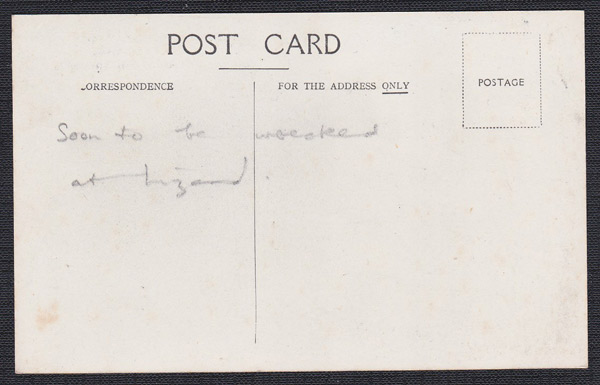 POST CARD
CORRESPONDENCE
FOR THE ADDRESS ONLY
POSTAGE
Soon to be wrecked
at Lizard.